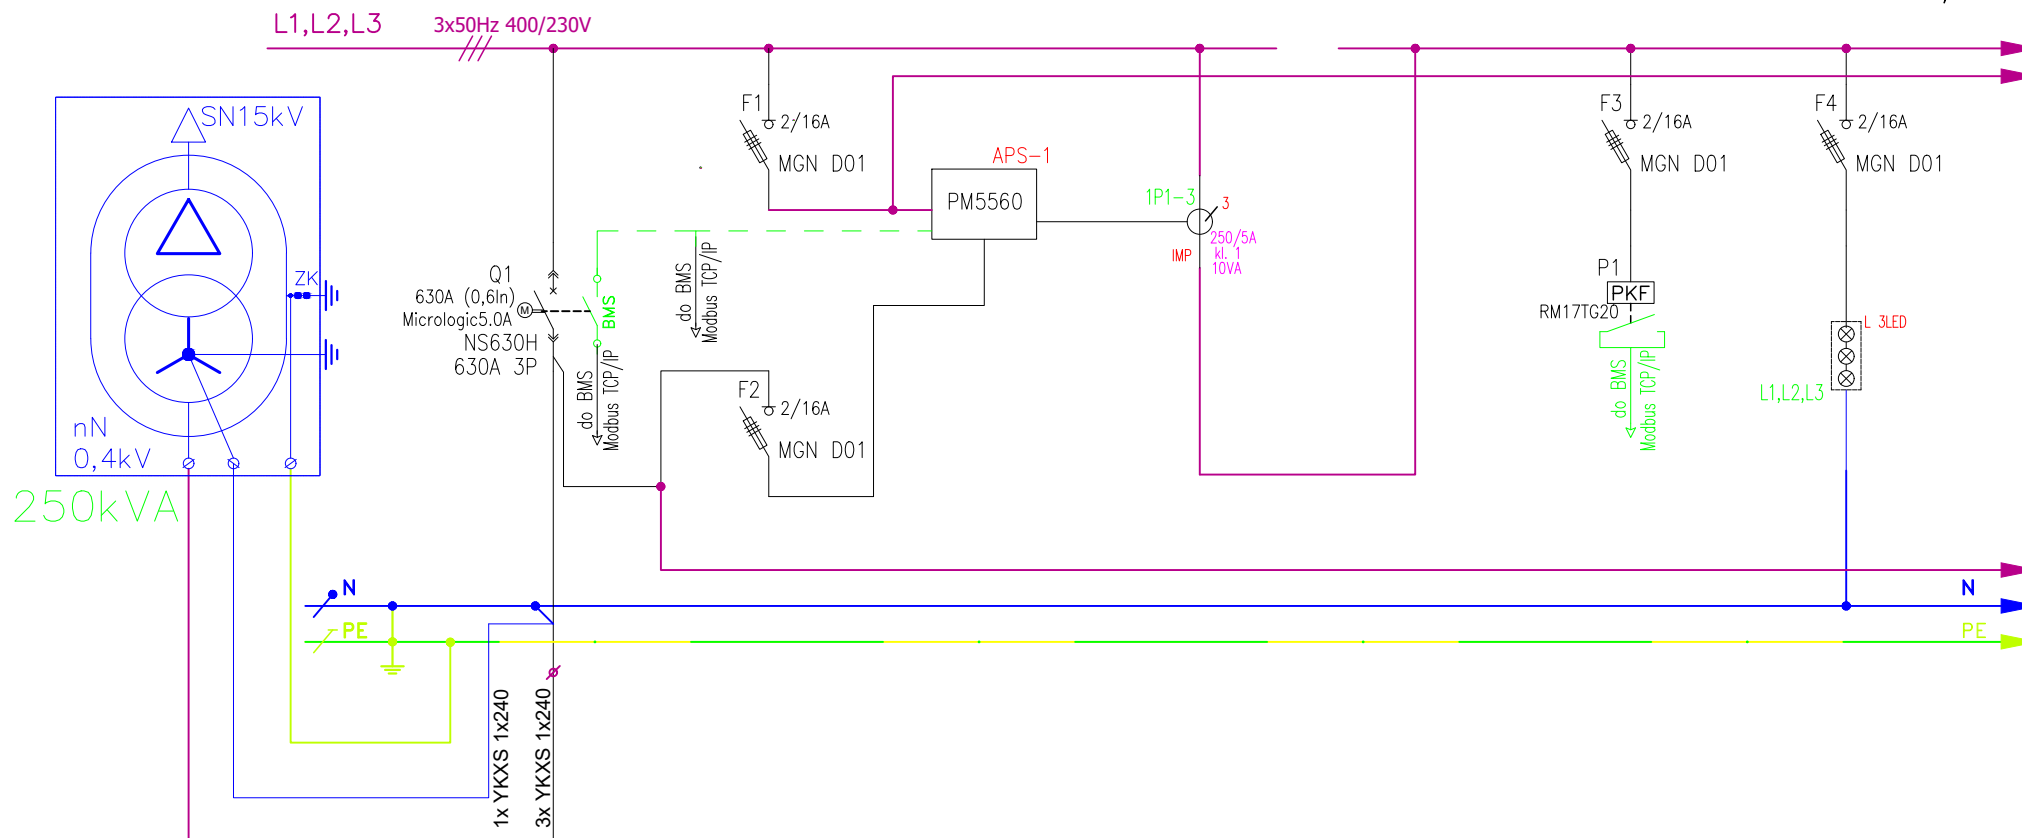 L1,L2,L3
3x50Hz 400/230V
SN15kV
ZK
nN
0,4kV
250kVA
F1
2/16A
MGN D01
APS-1
PM5560
1P1-3
3
250/5A
kl. 1
10VA
IMP
Q1
630A (0,6In)
Micrologic5.0A
M
NS630H
630A 3P
BMS
do BMS
Modbus TCP/IP
do BMS
Modbus TCP/IP
F2
2/16A
MGN D01
F3
2/16A
MGN D01
P1
PKF
RM17TG20
do BMS
Modbus TCP/IP
F4
2/16A
MGN D01
L 3LED
L1,L2,L3
N
N
PE
PE
1x YKXS 1x240
3x YKXS 1x240